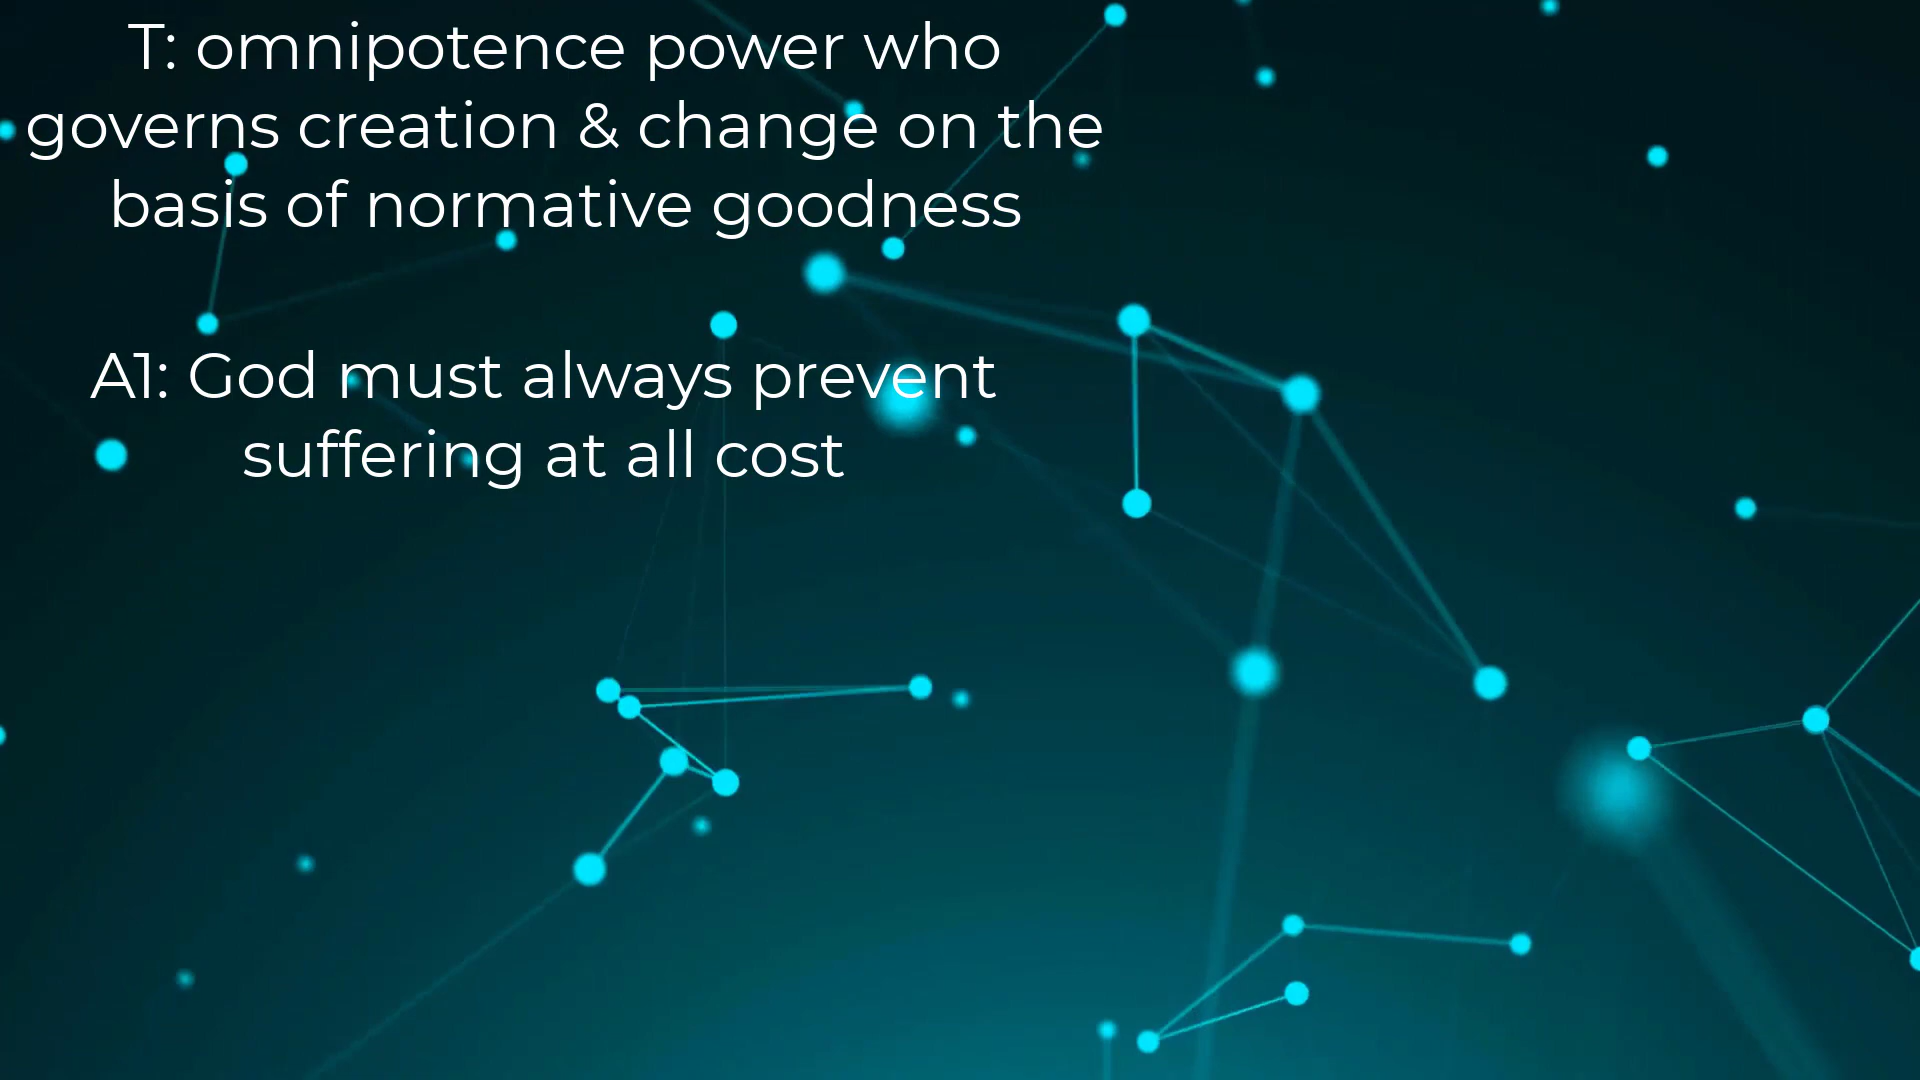 T: omnipotence power who
governs creation & change on the
basis of normative goodness
A1: God must always prevent
suffering at all cost